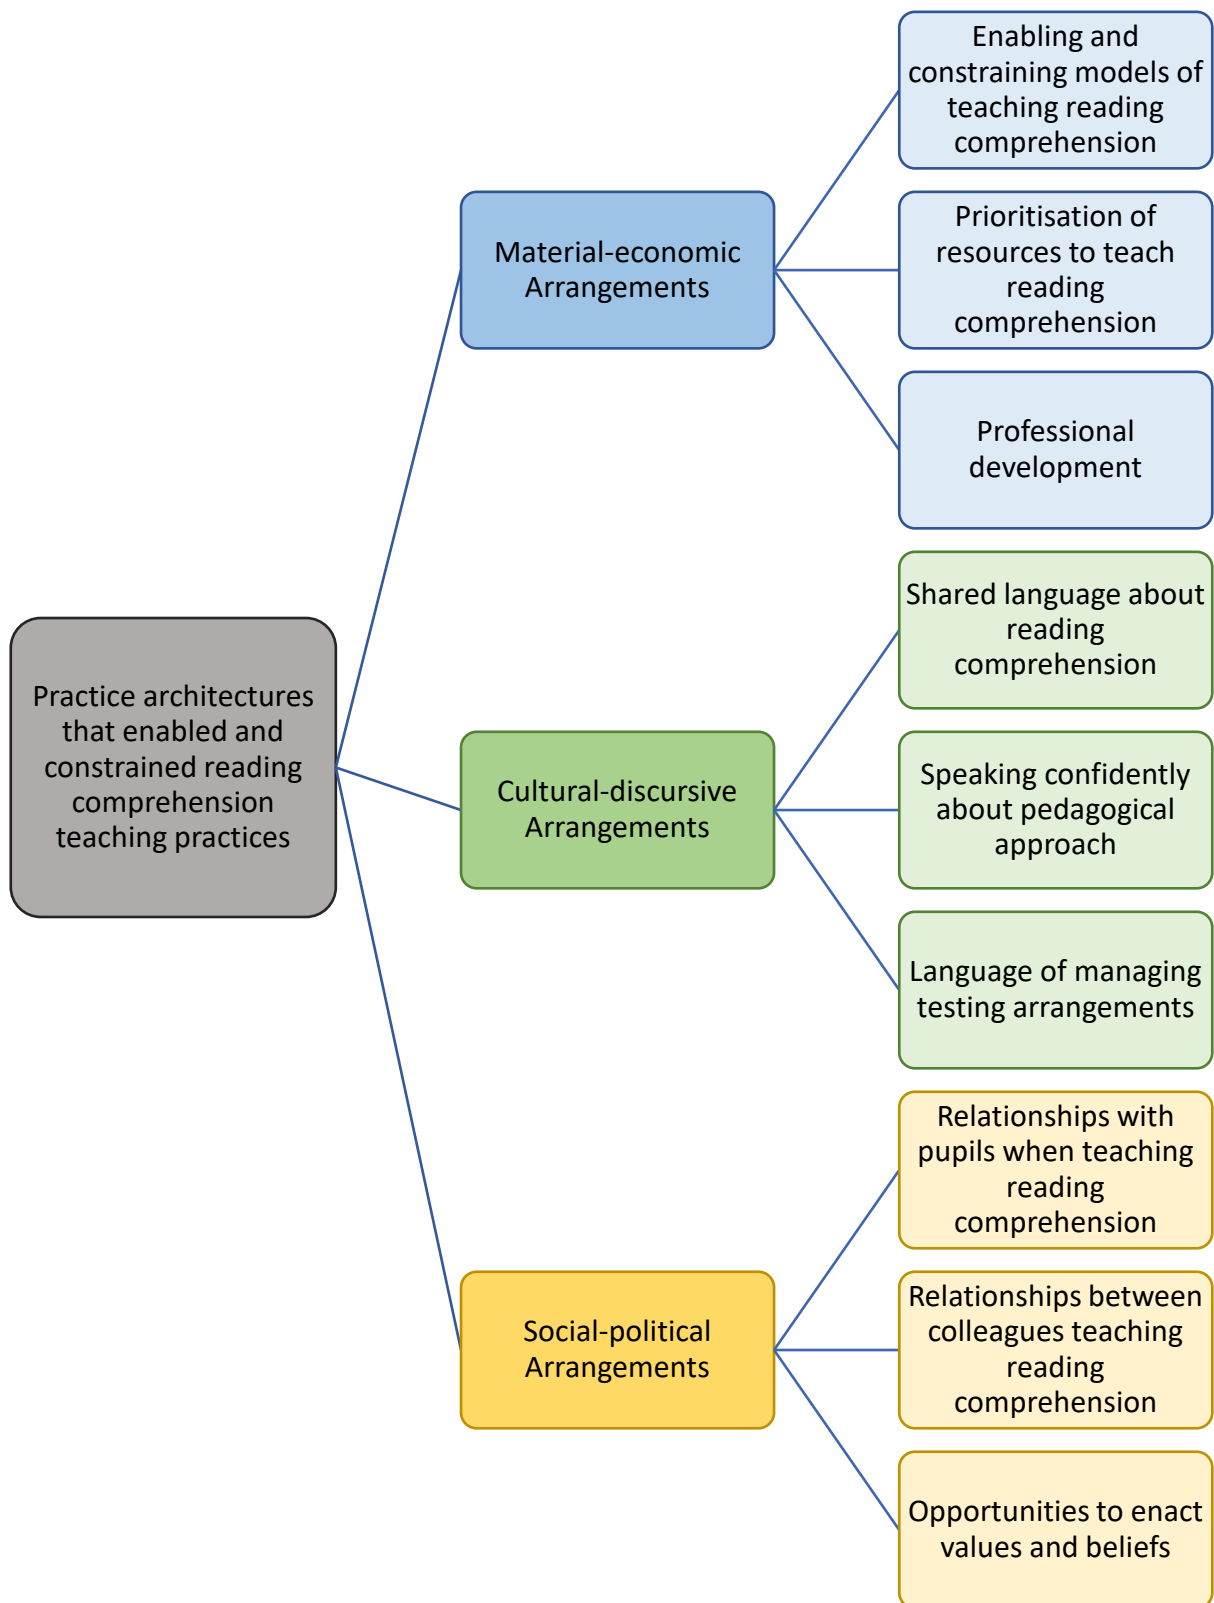 Practice architectures
that enabled and
constrained reading
comprehension
teaching practices
Material-economic
Arrangements
Enabling and
constraining models of
teaching reading
comprehension
Prioritisation of
resources to teach
reading
comprehension
Professional
development
Cultural-discursive
Arrangements
Shared language about
reading
comprehension
Speaking confidently
about pedagogical
approach
Language of managing
testing arrangements
Social-political
Arrangements
Relationships with
pupils when teaching
reading
comprehension
Relationships between
colleagues teaching
reading
comprehension
Opportunities to enact
values and beliefs